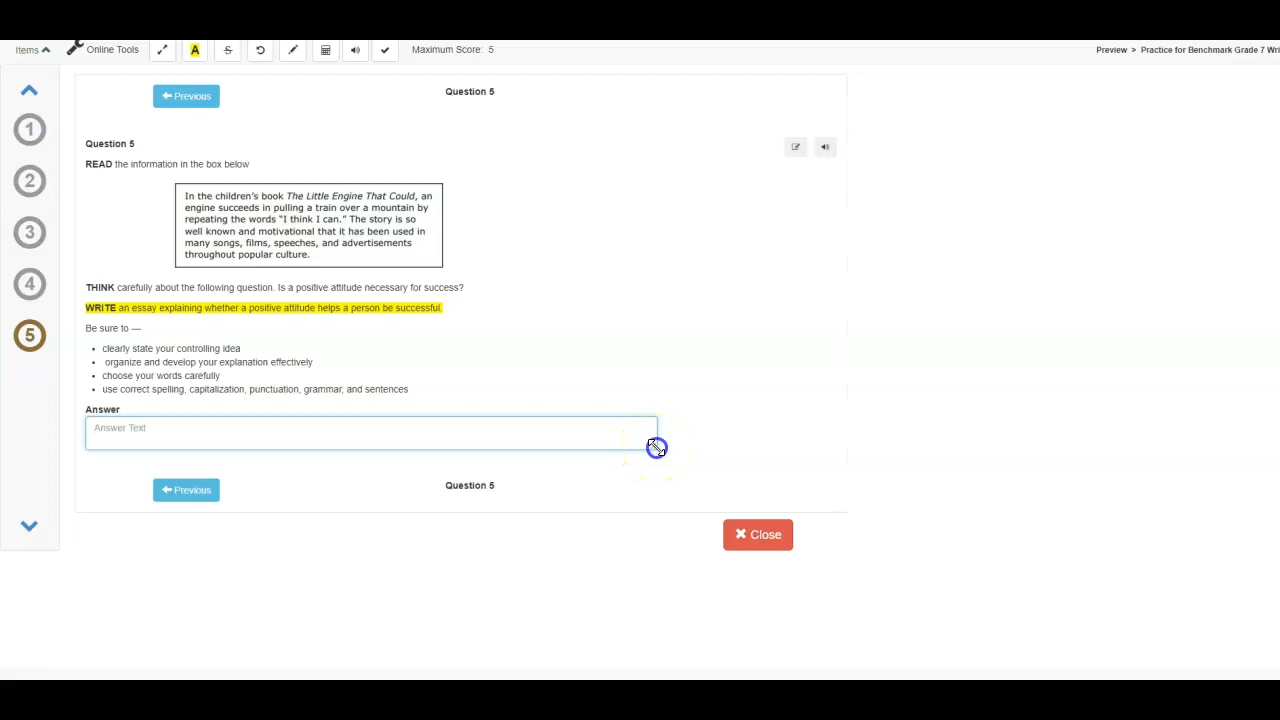 Items
Online Tools
A
S
Maximum Score: 5
Preview > Practice for Benchmark Grade 7 Wri
Previous
Question 5
1
2
3
4
5
Question 5
READ the information in the box below
In the children's book The Little Engine That Could, an
engine succeeds in pulling a train over a mountain by
repeating the words “I think I can.” The story is so
well known and motivational that it has been used in
many songs, films, speeches, and advertisements
throughout popular culture.
THINK carefully about the following question. Is a positive attitude necessary for success?
WRITE an essay explaining whether a positive attitude helps a person be successful.
Be sure to —
• clearly state your controlling idea
• organize and develop your explanation effectively
• choose your words carefully
• use correct spelling, capitalization, punctuation, grammar, and sentences
Answer
Answer Text
Previous
Question 5
Close